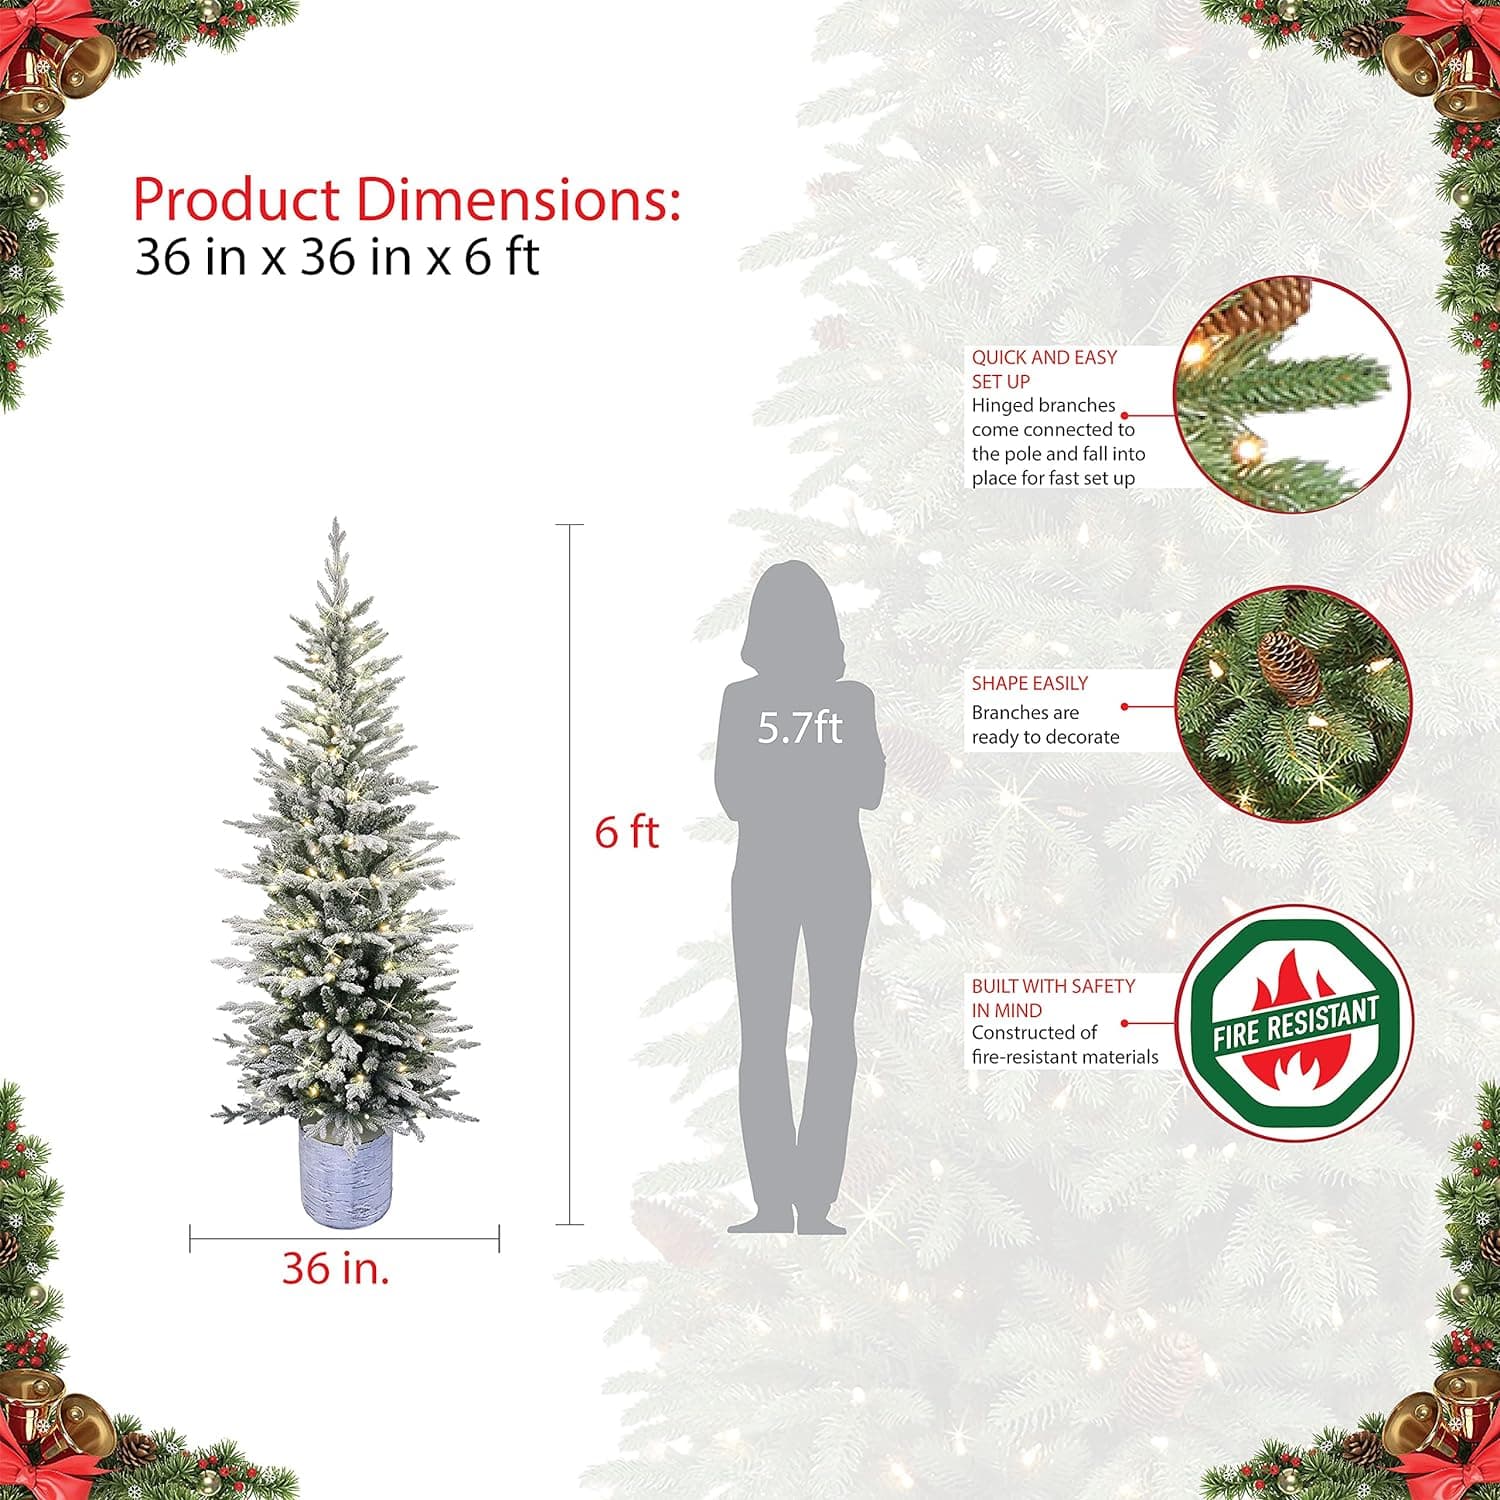 Product Dimensions:
36 in x 36 in x 6 ft
QUICK AND EASY
SET UP
Hinged branches
come connected to
the pole and fall into
place for fast set up
5.7ft
6 ft
SHAPE EASILY
Branches are
ready to decorate
BUILT WITH SAFETY
IN MIND
Constructed of
fire-resistant materials
FIRE RESISTANT
36 in.